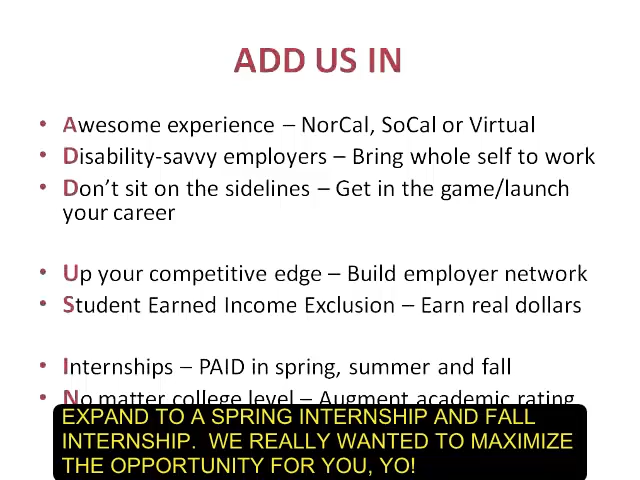 ADD US IN
• Awesome experience – NorCal, SoCal or Virtual
• Disability-savvy employers – Bring whole self to work
• Don't sit on the sidelines – Get in the game/launch
your career
• Up your competitive edge – Build employer network
• Student Earned Income Exclusion – Earn real dollars
• Internships – PAID in spring, summer and fall
• No matter college level – Augment academic rating
EXPAND TO A SPRING INTERNSHIP AND FALL
INTERNSHIP.  WE REALLY WANTED TO MAXIMIZE
THE OPPORTUNITY FOR YOU, YO!